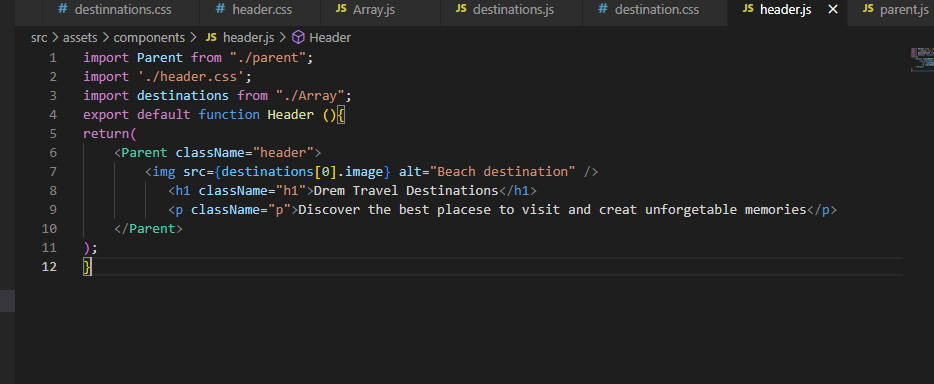 # destinnations.css # header.css JS Array.js JS destinations.js # destination.css JS header.js × JS parent.js
src > assets > components > JS header.js > Header
1 import Parent from "./parent";
2 import './header.css';
3 import destinations from "./Array";
4 export default function Header (){
5 return(
6 <Parent className="header">
7 <img src={destinations[0].image} alt="Beach destination" />
8 <h1 className="h1">Drem Travel Destinations</h1>
9 <p className="p">Discover the best placese to visit and creat unforgetable memories</p>
10 </Parent>
11 );
12 }